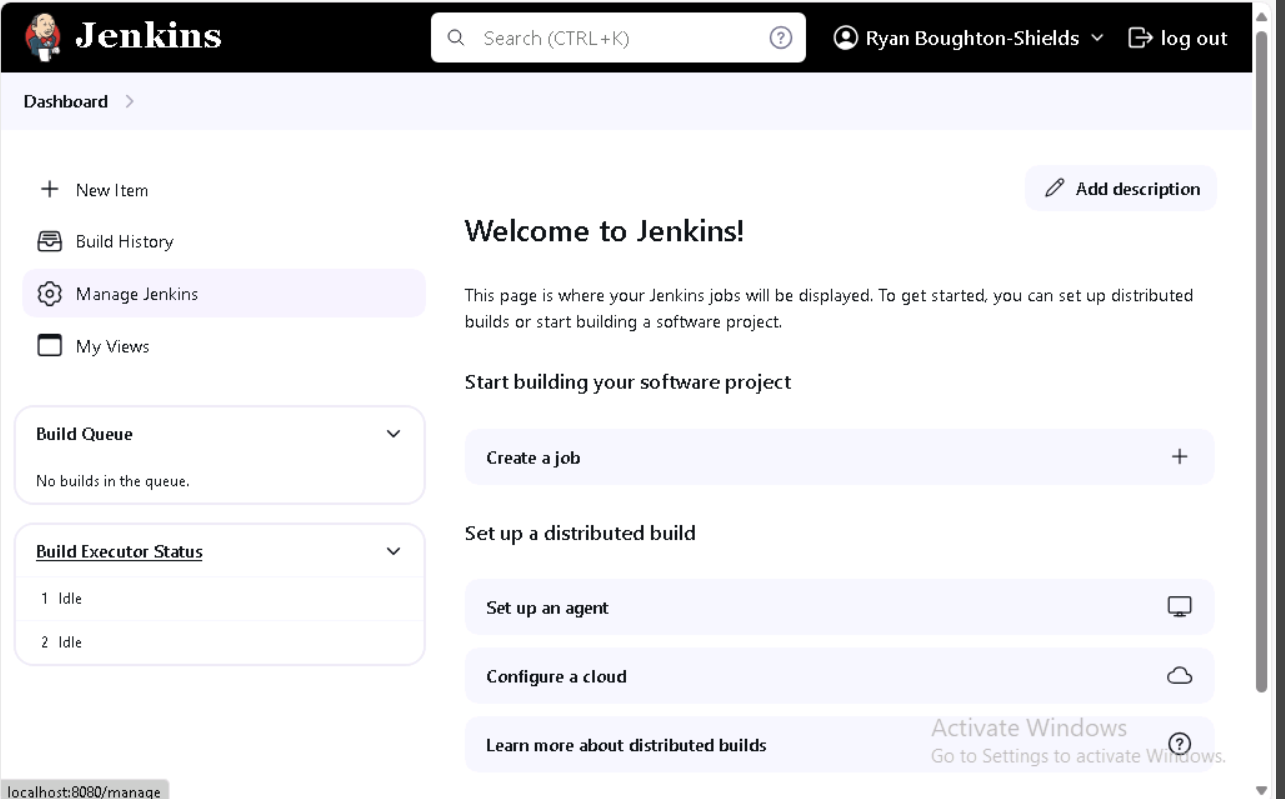 Jenkins
Search (CTRL+K)
?
Ryan Boughton-Shields
log out
Dashboard
New Item
Build History
Manage Jenkins
My Views
Build Queue
No builds in the queue.
Build Executor Status
1 Idle
2 Idle
Add description
Welcome to Jenkins!
This page is where your Jenkins jobs will be displayed. To get started, you can set up distributed
builds or start building a software project.
Start building your software project
Create a job
Set up a distributed build
Set up an agent
Configure a cloud
Learn more about distributed builds
?
Activate Windows
Go to Settings to activate Windows.
localhost:8080/manage